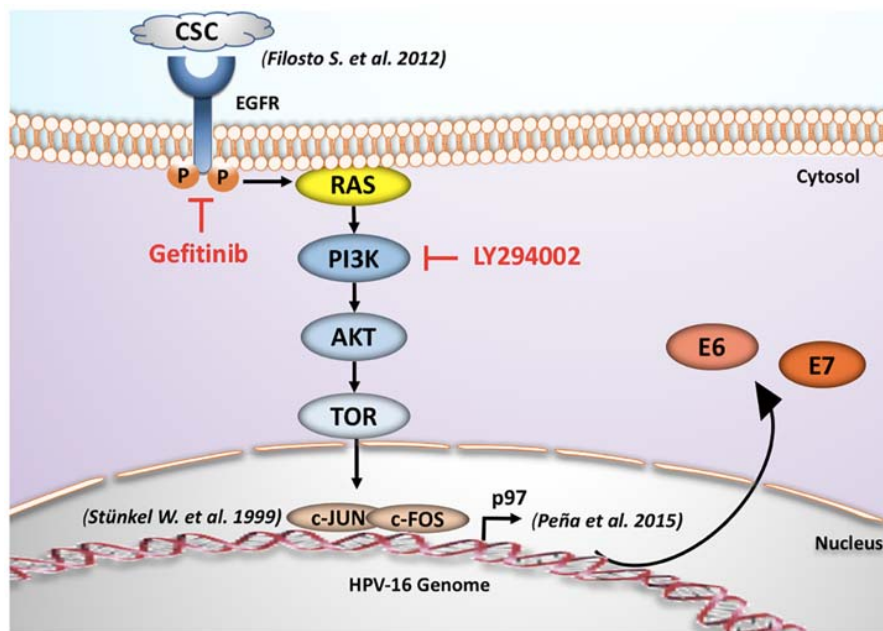 CSC
(Filosto S. et al. 2012)
EGFR
P P
RAS
Cytosol
Gefitinib
PI3K
LY294002
AKT
E6
E7
TOR
p97
(Stünkel W. et al. 1999)
c-JUN c-FOS
(Peña et al. 2015)
Nucleus
HPV-16 Genome